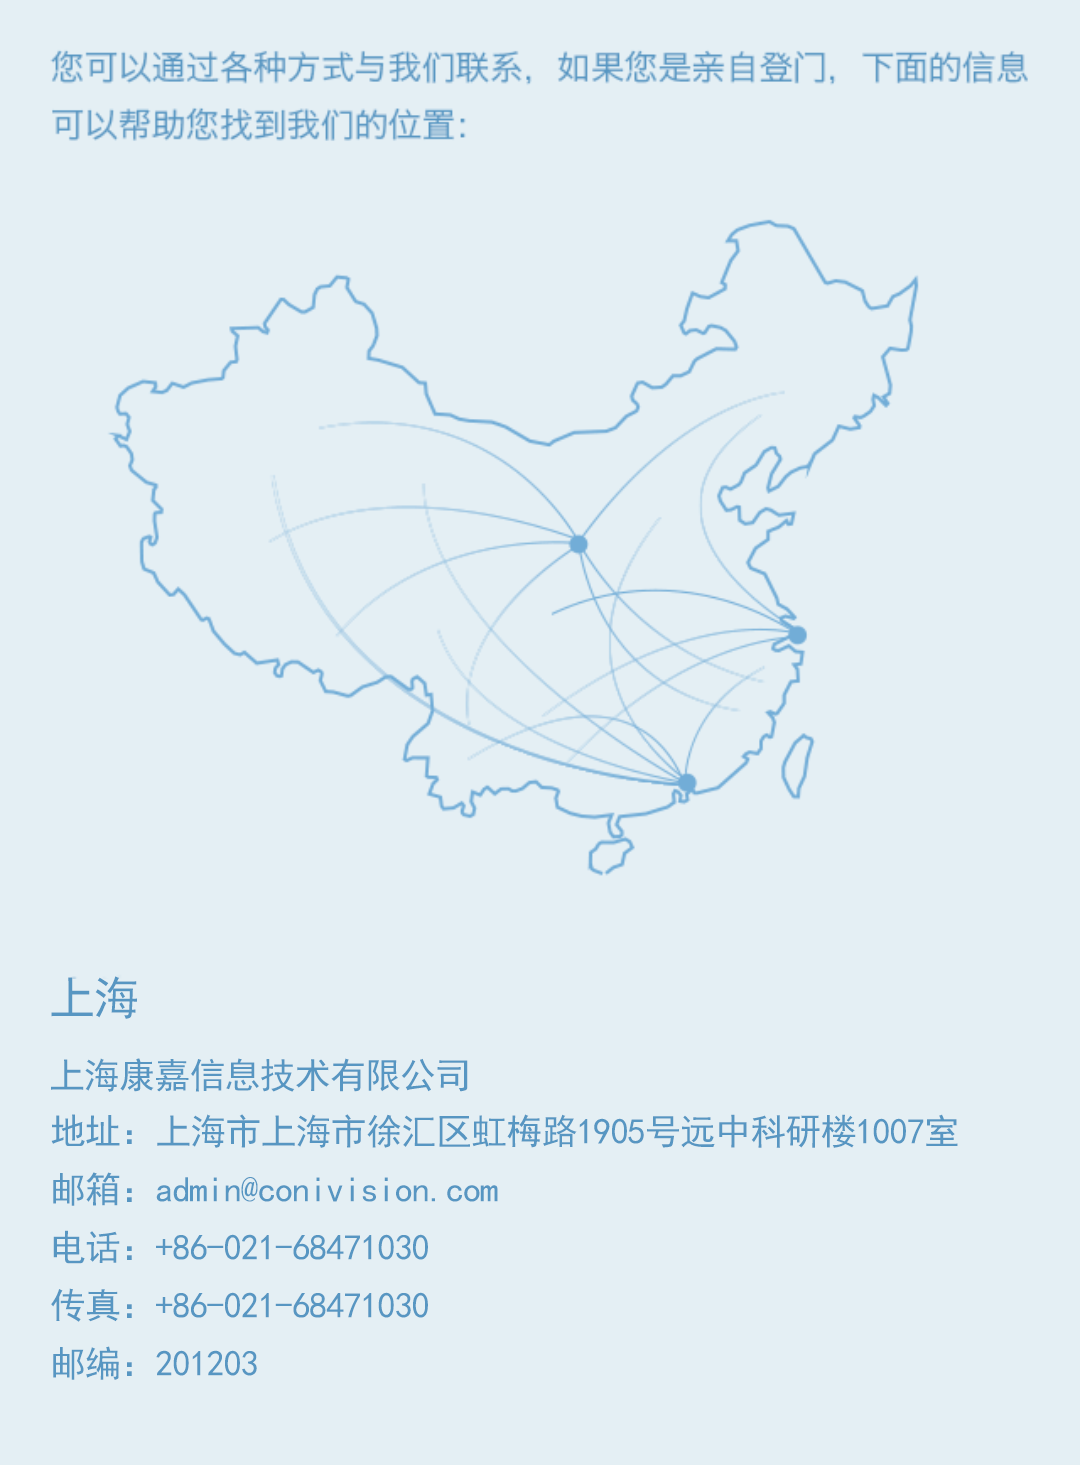 您可以通过各种方式与我们联系，如果您是亲自登门，下面的信息
可以帮助您找到我们的位置：
上海
上海康嘉信息技术有限公司
地址：上海市上海市徐汇区虹梅路1905号远中科研楼1007室
邮箱：admin@conivision.com
电话：+86-021-68471030
传真：+86-021-68471030
邮编：201203